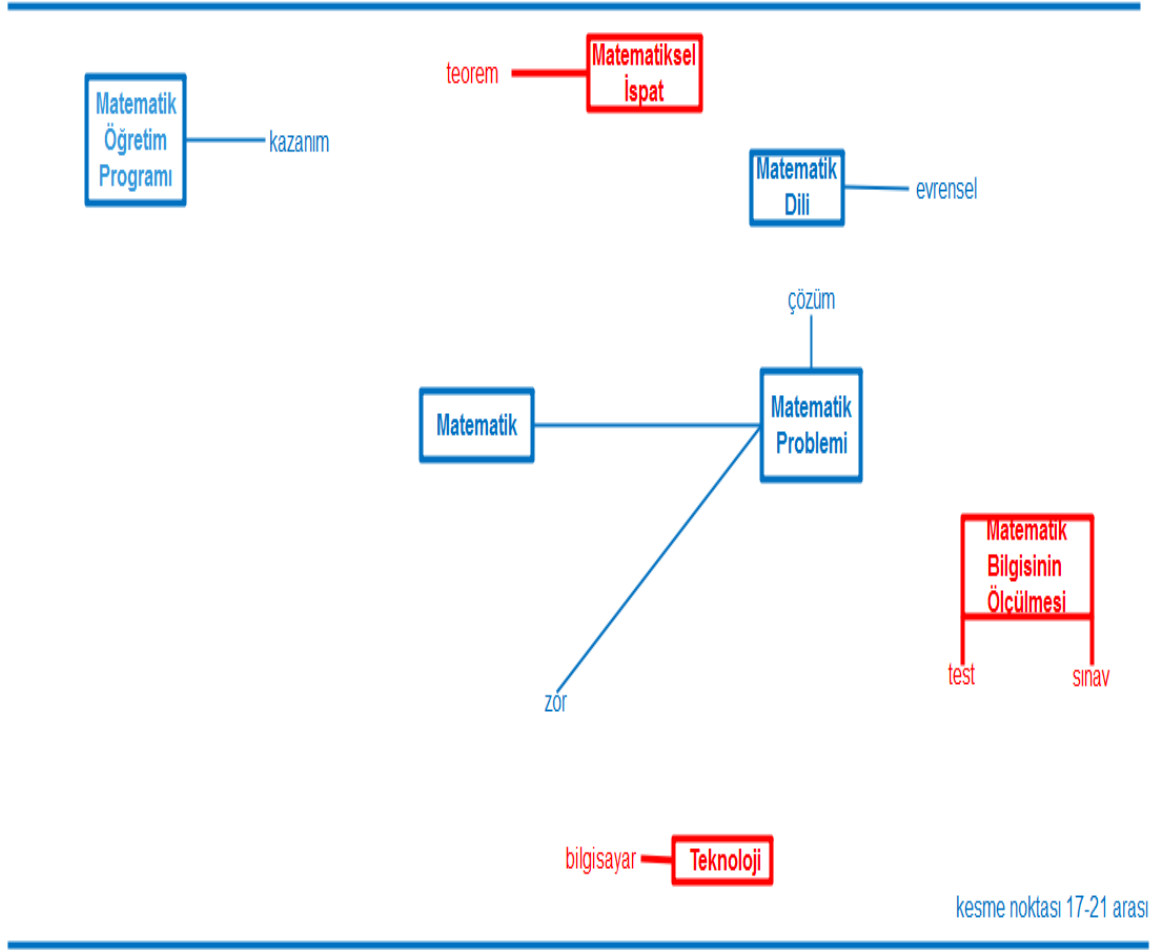 teorem
Matematiksel
İspat
Matematik
Öğretim
Programı
kazanım
Matematik
Dili
evrensel
çözüm
Matematik
Matematik
Problemi
Matematik
Bilgisinin
Ölçülmesi
test
sınav
zor
bilgisayar
Teknoloji
kesme noktası 17-21 arası